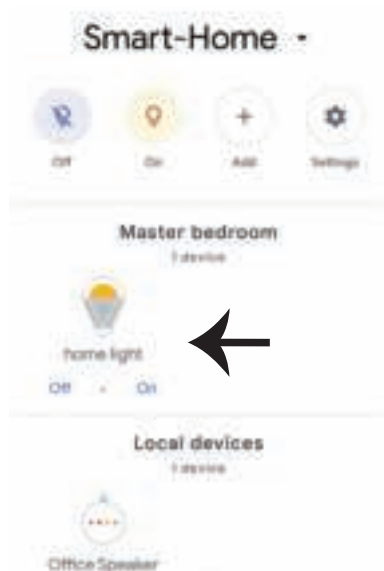 Smart-Home
Off On Add Settings
Master bedroom
1 device
home light
Off - On
Local devices
1 device
Office Speaker